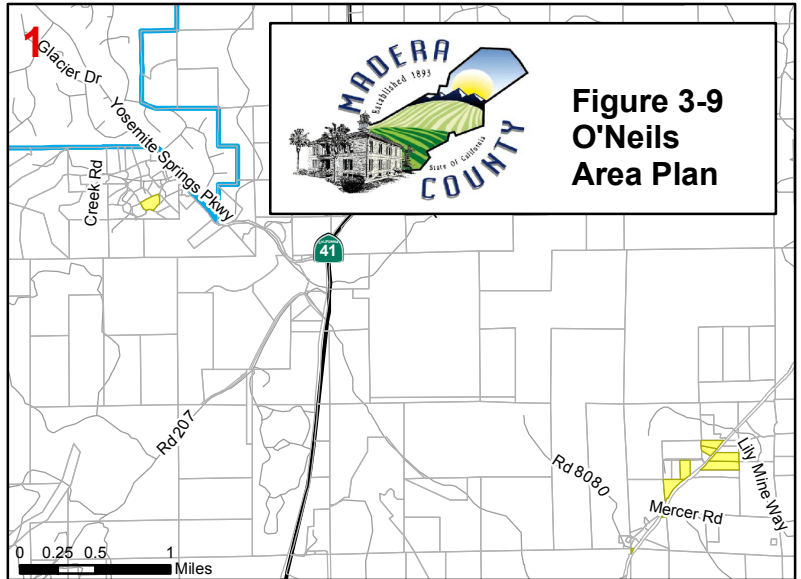 1
Glacier Dr
Yosemite Springs Pkwy
Creek Rd
MADERA
Established 1893
COUNTY
State Of California
Figure 3-9
O'Neils
Area Plan
CALIFORNIA
41
Rd 207
Rd 8080
Lily Mine Way
Mercer Rd
0 0.25 0.5 1
Miles